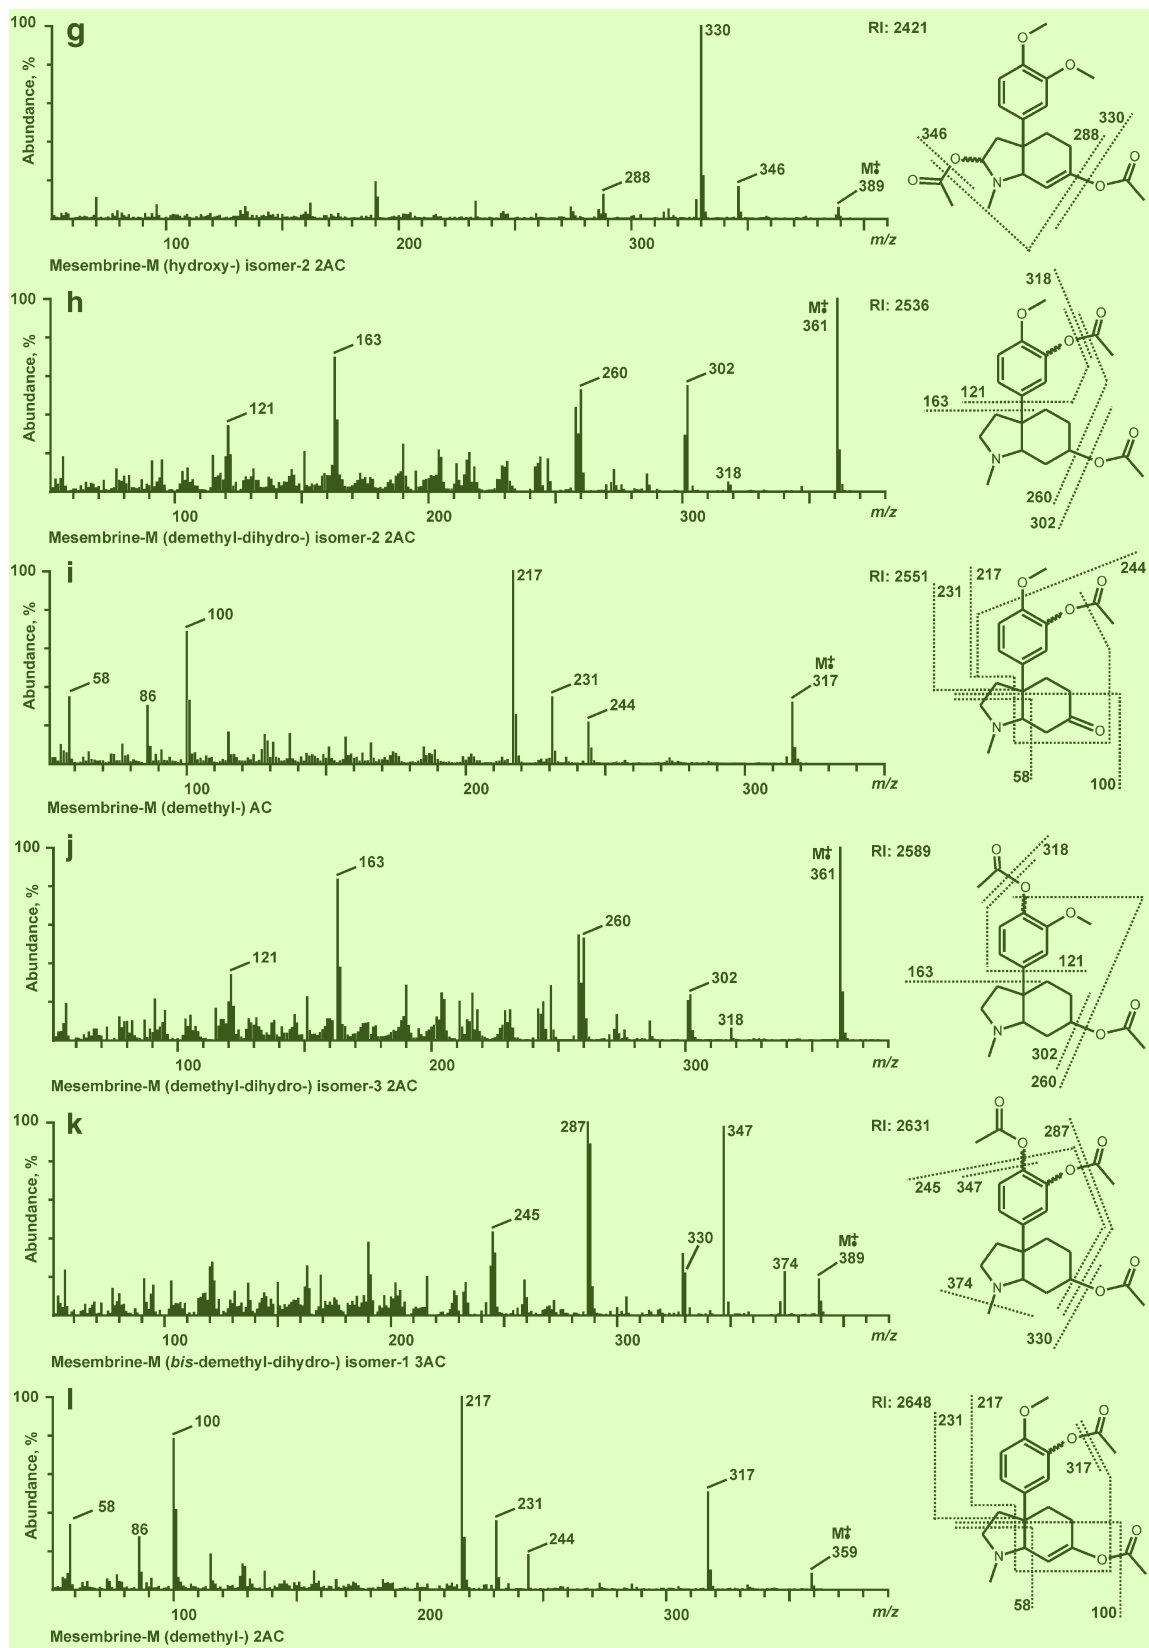 g
100
Abundance, %
330
288
346
M‡
389
100
200
300
m/z
RI: 2421
O
O
346
O
N
288
330
O
O
O
Mesembrine-M (hydroxy-) isomer-2 2AC
h
100
Abundance, %
121
163
260
302
318
M‡
361
100
200
300
m/z
RI: 2536
318
O
O
O
163
121
N
O
O
260
302
Mesembrine-M (demethyl-dihydro-) isomer-2 2AC
i
100
Abundance, %
58
86
100
217
231
244
M‡
317
100
200
300
m/z
RI: 2551
231
217
244
O
O
O
N
O
58
100
Mesembrine-M (demethyl-) AC
j
100
Abundance, %
121
163
260
302
318
M‡
361
100
200
300
m/z
RI: 2589
O
318
O
O
163
121
N
O
O
302
260
Mesembrine-M (demethyl-dihydro-) isomer-3 2AC
k
100
Abundance, %
245
287
330
347
374
M‡
389
100
200
300
m/z
RI: 2631
O
287
O
O
O
245
347
374
N
O
O
330
Mesembrine-M (bis-demethyl-dihydro-) isomer-1 3AC
l
100
Abundance, %
58
86
100
217
231
244
317
M‡
359
100
200
300
m/z
RI: 2648
231
217
O
O
O
317
N
O
O
58
100
Mesembrine-M (demethyl-) 2AC